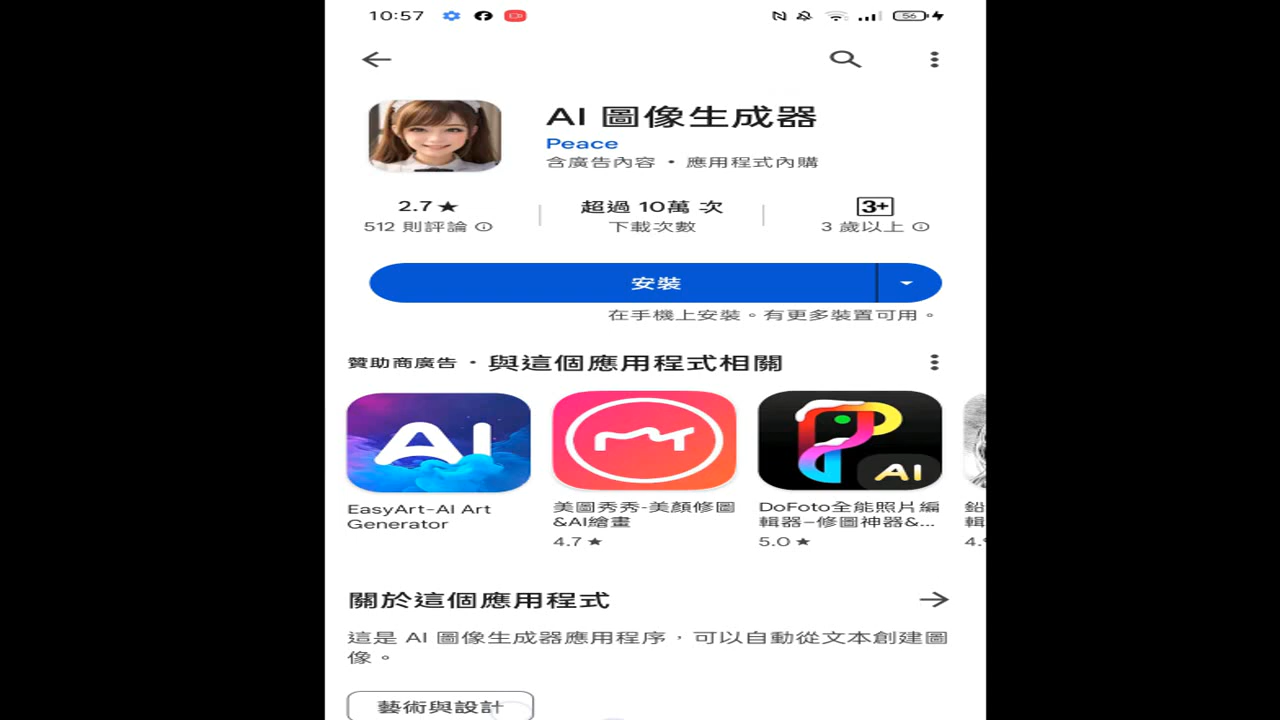 10:57
56
AI 圖像生成器
Peace
含廣告內容 • 應用程式內購
2.7★
512 則評論
超過 10萬 次
下載次數
3+
3 歲以上
安裝
在手機上安裝。有更多裝置可用。
贊助商廣告 • 與這個應用程式相關
AI
AI
EasyArt-AI Art
Generator
美圖秀秀-美顏修圖
&AI繪畫
4.7 ★
DoFoto全能照片編
輯器–修圖神器&...
5.0 ★
鉛
輯
4.9
關於這個應用程式
這是 AI 圖像生成器應用程序，可以自動從文本創建圖
像。
藝術與設計